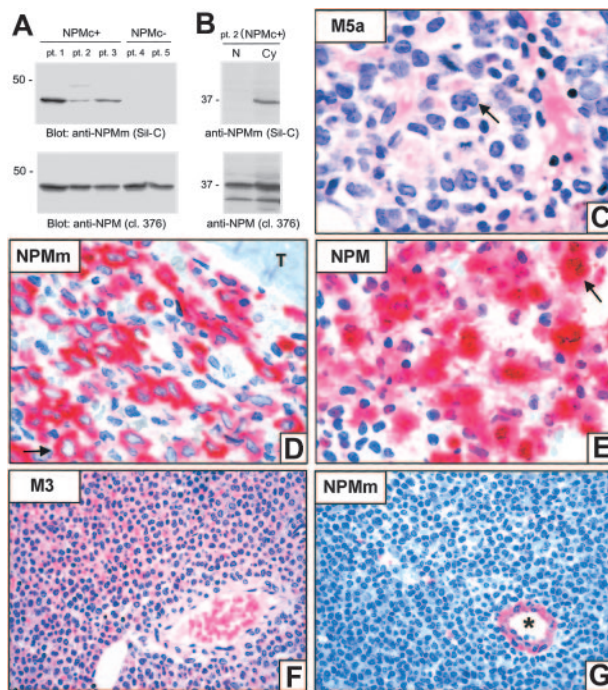 A
NPMc+ NPMc-
pt. 1 pt. 2 pt. 3 pt. 4 pt. 5
50 -
37 -
Blot: anti-NPMm (Sil-C)
50 -
37 -
Blot: anti-NPM (cl. 376)
B
pt. 2 (NPMc+)
N Cy
37 -
anti-NPMm (Sil-C)
37 -
anti-NPM (cl. 376)
M5a
C
NPMm
T
D
NPM
E
M3
F
NPMm
*
G